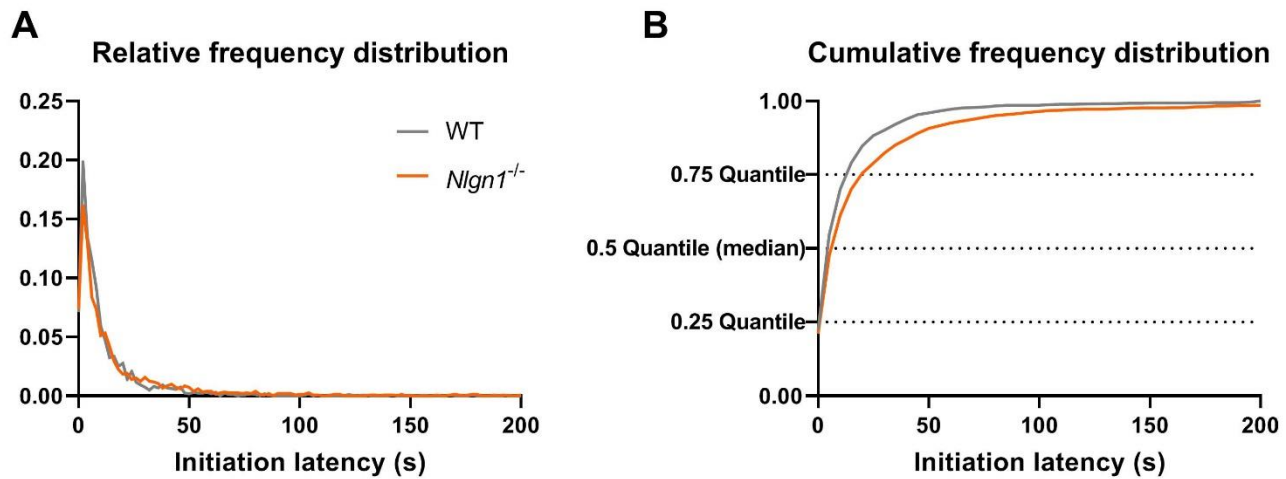 A
Relative frequency distribution
0.25
0.20
0.15
0.10
0.05
0.00
0
50
100
150
200
Initiation latency (s)
WT
Nlgn1-/-
B
Cumulative frequency distribution
1.00
0.75 Quantile
0.5 Quantile (median)
0.25 Quantile
0.00
0
50
100
150
200
Initiation latency (s)